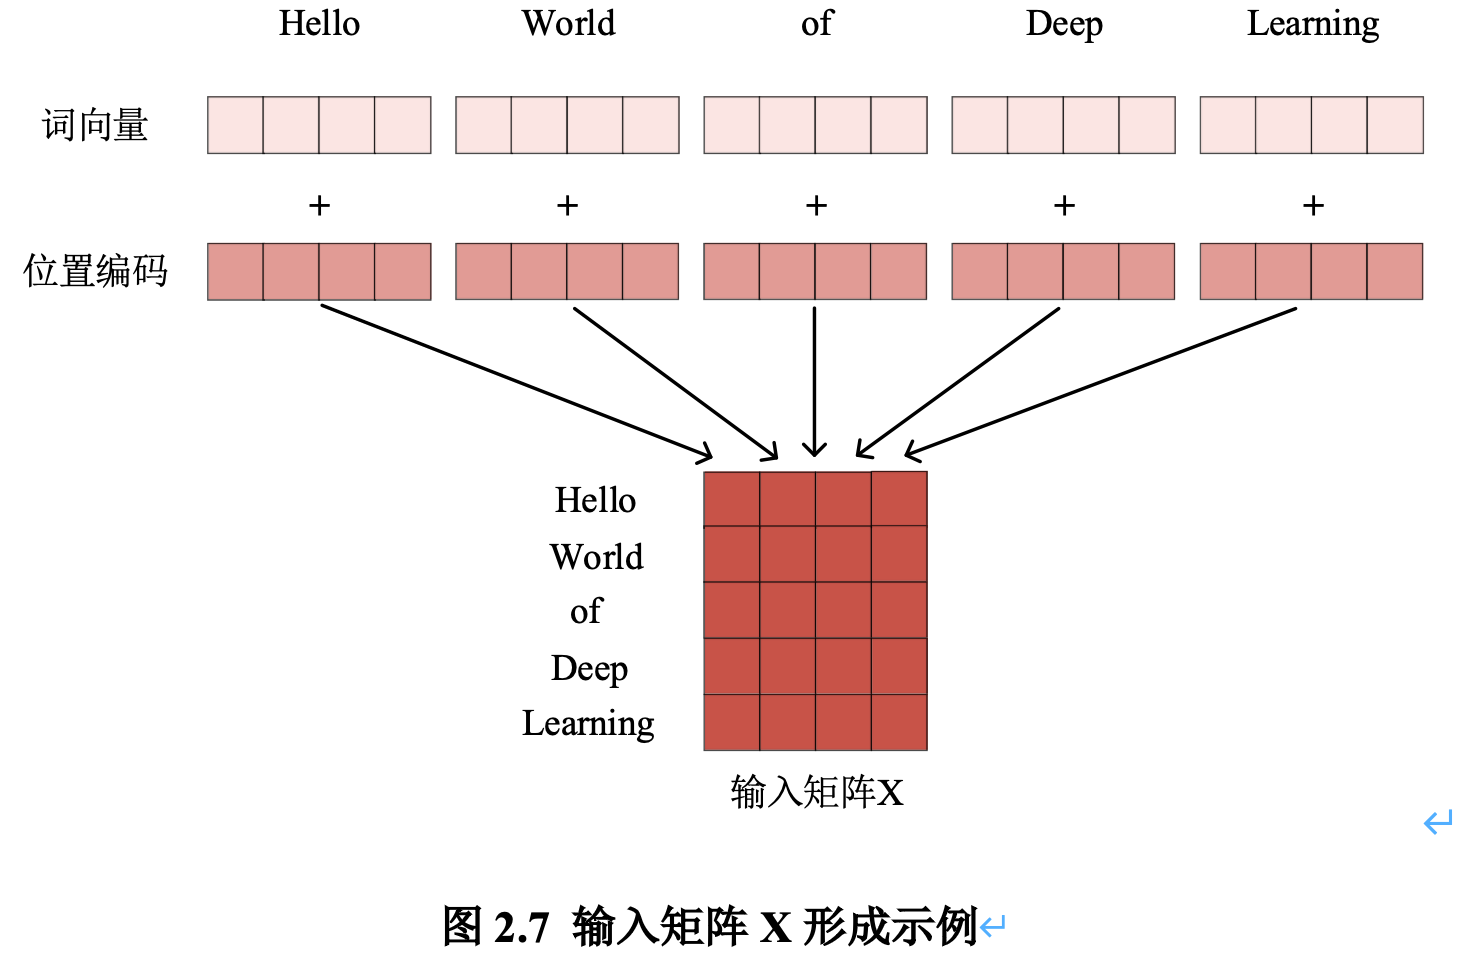 Hello World of Deep Learning
词向量
+ + + + +
位置编码
Hello
World
of
Deep
Learning
输入矩阵X
图 2.7 输入矩阵 X 形成示例